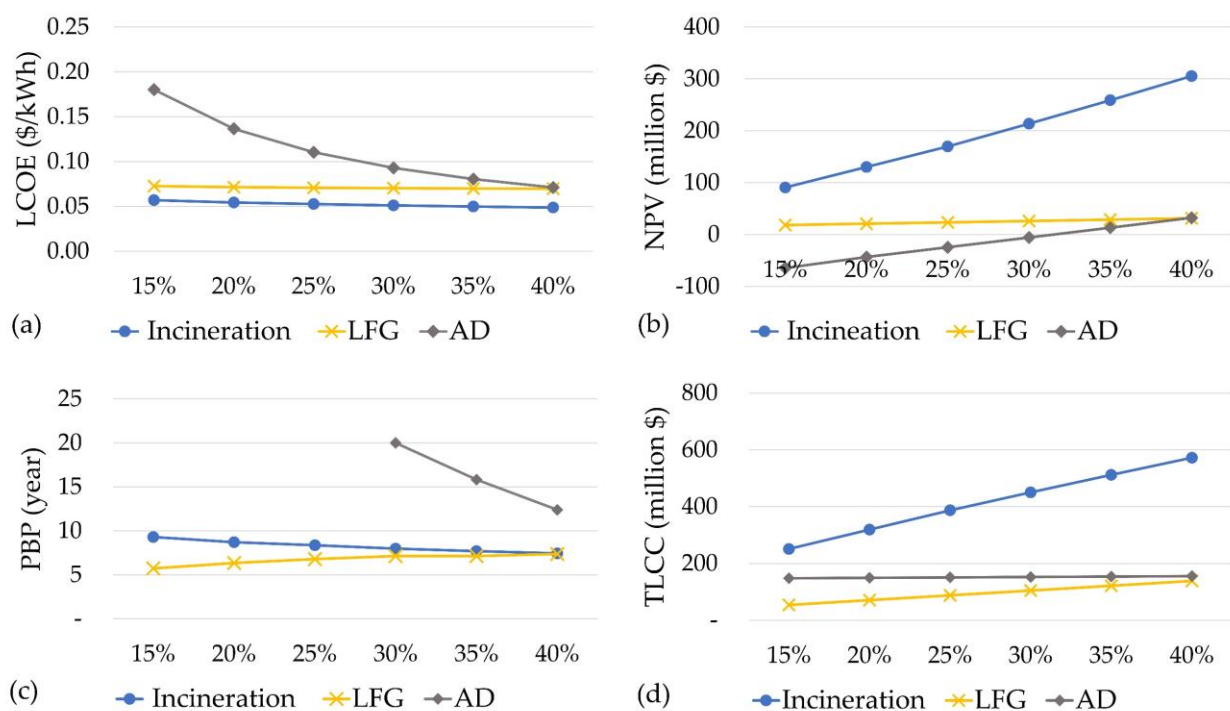 LCOE ($/kWh)
0.25
0.20
0.15
0.10
0.05
0.00
15% 20% 25% 30% 35% 40%
(a) Incineration LFG AD
NPV (million $)
400
300
200
100
0
-100
15% 20% 25% 30% 35% 40%
(b) Incineation LFG AD
PBP (year)
25
20
15
10
5
-
15% 20% 25% 30% 35% 40%
(c) Incineration LFG AD
TLCC (million $)
800
600
400
200
-
15% 20% 25% 30% 35% 40%
(d) Incineration LFG AD